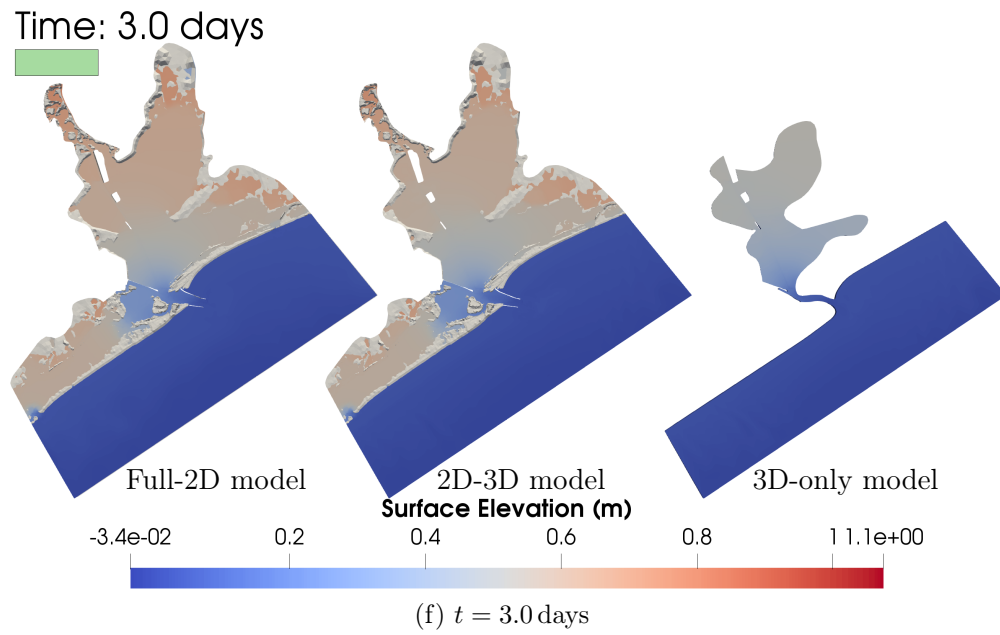 Time: 3.0 days
Full-2D model 2D-3D model 3D-only model
Surface Elevation (m)
-3.4e-02 0.2 0.4 0.6 0.8 1 1.1e+00
(f) t = 3.0 days